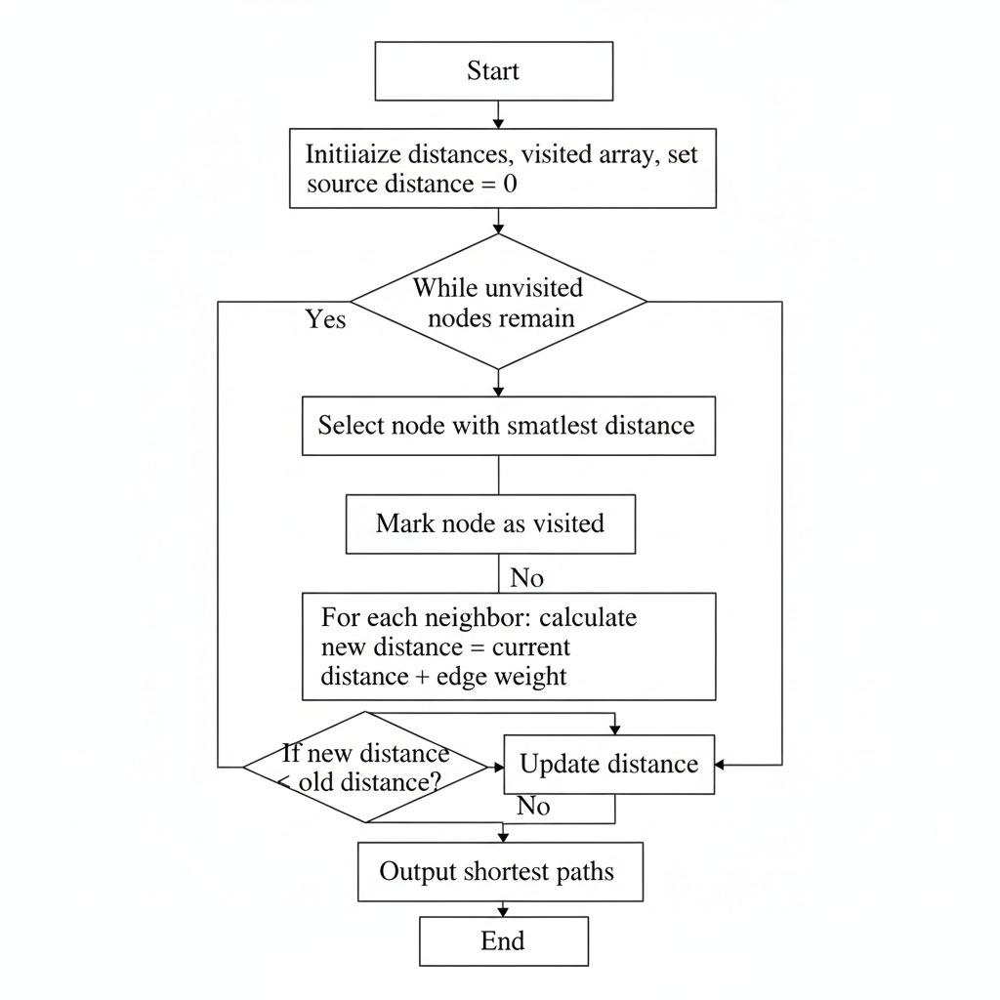 Start
Initiiaize distances, visited array, set
source distance = 0
While unvisited
nodes remain
Yes
Select node with smatlest distance
Mark node as visited
No
For each neighbor: calculate
new distance = current
distance + edge weight
If new distance
< old distance?
Update distance
No
Output shortest paths
End